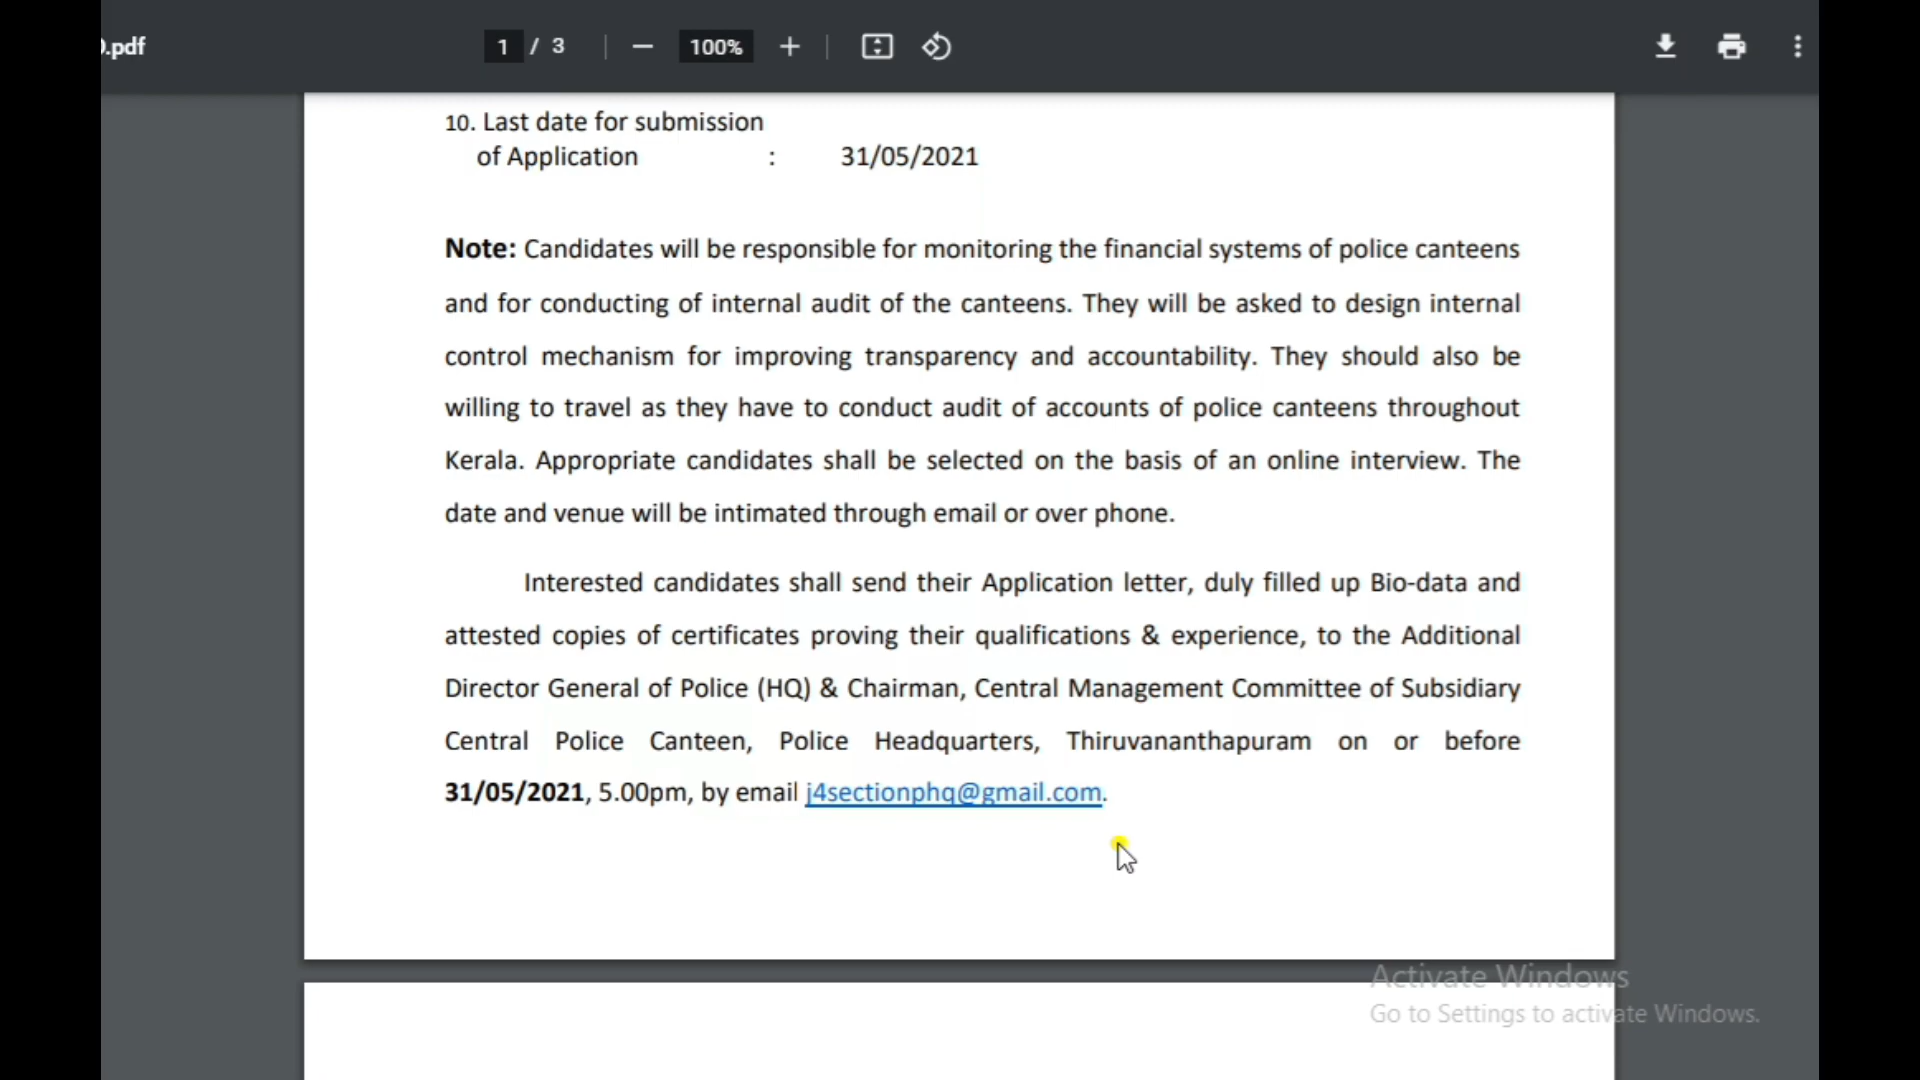 .pdf
1 / 3
100%
10. Last date for submission
of Application : 31/05/2021
Note: Candidates will be responsible for monitoring the financial systems of police canteens
and for conducting of internal audit of the canteens. They will be asked to design internal
control mechanism for improving transparency and accountability. They should also be
willing to travel as they have to conduct audit of accounts of police canteens throughout
Kerala. Appropriate candidates shall be selected on the basis of an online interview. The
date and venue will be intimated through email or over phone.
Interested candidates shall send their Application letter, duly filled up Bio-data and
attested copies of certificates proving their qualifications & experience, to the Additional
Director General of Police (HQ) & Chairman, Central Management Committee of Subsidiary
Central Police Canteen, Police Headquarters, Thiruvananthapuram on or before
31/05/2021, 5.00pm, by email j4sectionphq@gmail.com.
Activate Windows
Go to Settings to activate Windows.